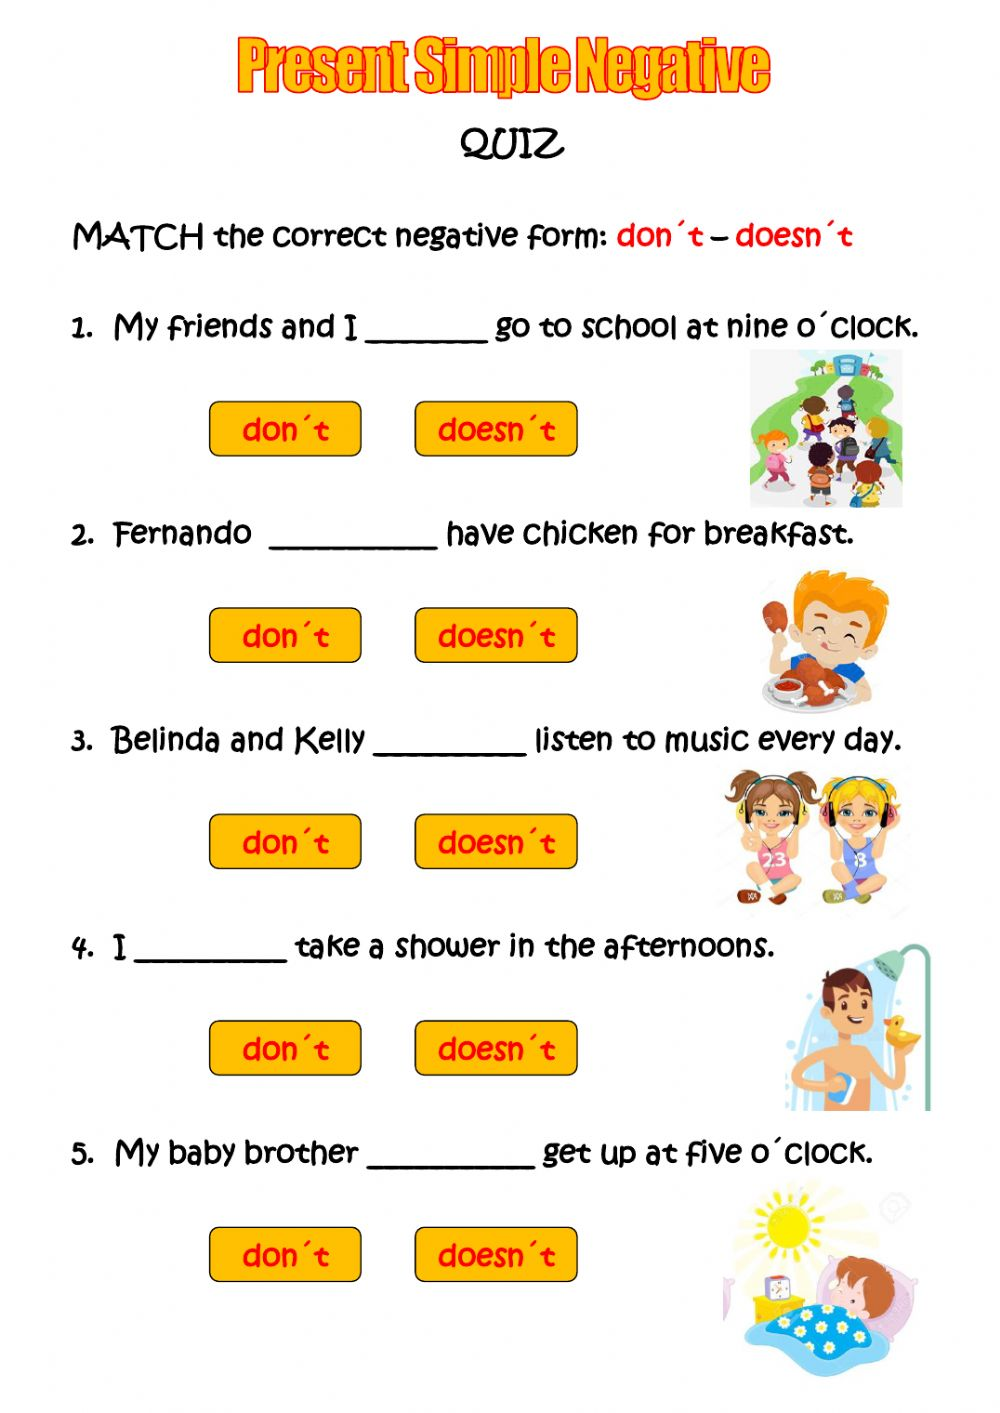 Present Simple Negative
QUIZ
MATCH the correct negative form: don´t – doesn´t
1. My friends and I ________ go to school at nine o´clock.
don´t doesn´t
2. Fernando ___________ have chicken for breakfast.
don´t doesn´t
3. Belinda and Kelly __________ listen to music every day.
23 8
don´t doesn´t
4. I __________ take a shower in the afternoons.
don´t doesn´t
5. My baby brother ___________ get up at five o´clock.
don´t doesn´t